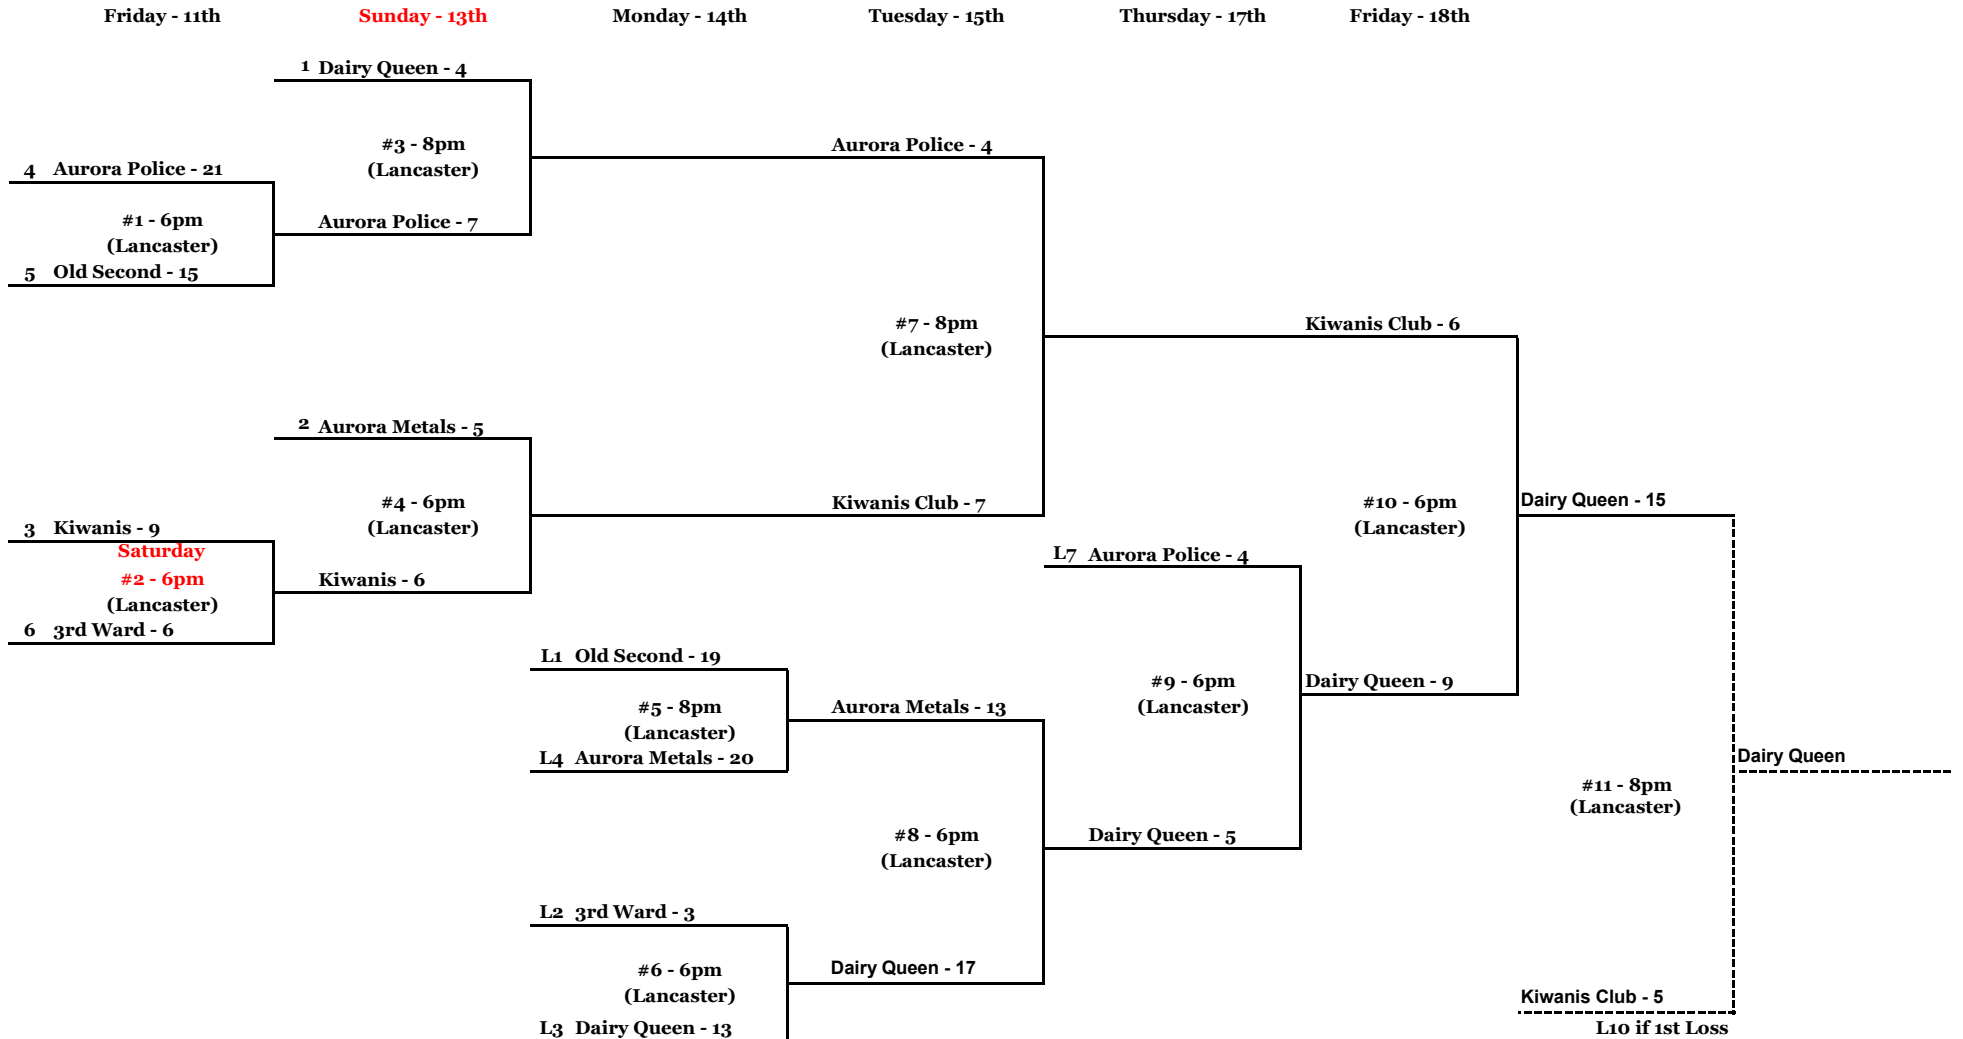 Friday - 11th Sunday - 13th Monday - 14th Tuesday - 15th Thursday - 17th Friday - 18th
1 Dairy Queen - 4
#3 - 8pm
(Lancaster)
Aurora Police - 4
4 Aurora Police - 21
#1 - 6pm
(Lancaster)
Aurora Police - 7
5 Old Second - 15
#7 - 8pm
(Lancaster)
Kiwanis Club - 6
2 Aurora Metals - 5
#4 - 6pm
(Lancaster)
Kiwanis Club - 7
#10 - 6pm
(Lancaster)
Dairy Queen - 15
3 Kiwanis - 9
Saturday
#2 - 6pm
(Lancaster)
Kiwanis - 6
6 3rd Ward - 6
L7 Aurora Police - 4
L1 Old Second - 19
#5 - 8pm
(Lancaster)
L4 Aurora Metals - 20
Aurora Metals - 13
#9 - 6pm
(Lancaster)
Dairy Queen - 9
Dairy Queen
#11 - 8pm
(Lancaster)
#8 - 6pm
(Lancaster)
Dairy Queen - 5
L2 3rd Ward - 3
#6 - 6pm
(Lancaster)
Dairy Queen - 17
L3 Dairy Queen - 13
Kiwanis Club - 5
L10 if 1st Loss